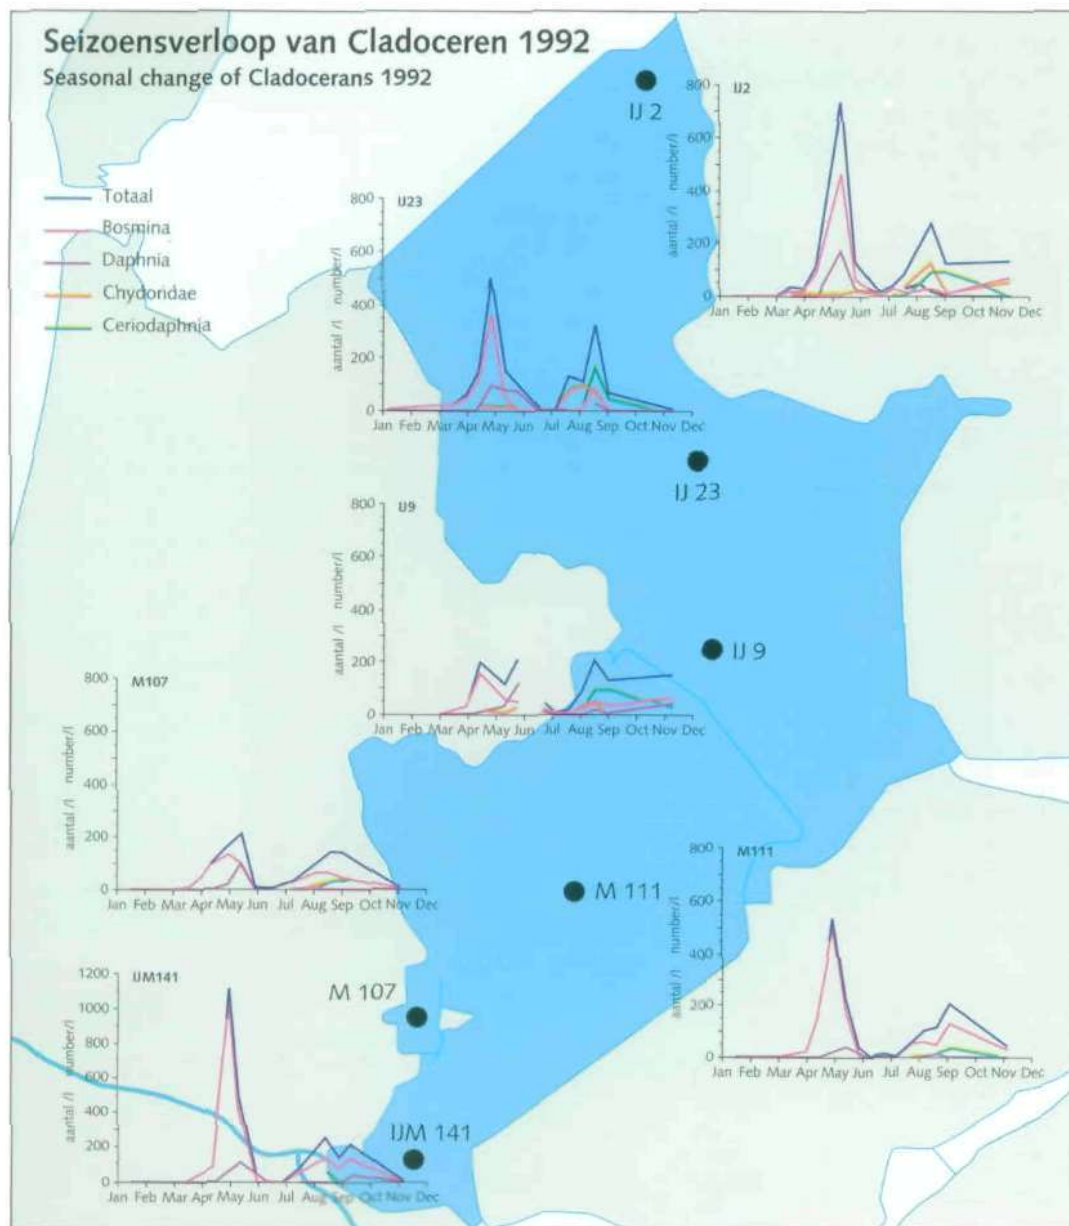 Seizoensverloop van Cladoceren 1992
Seasonal change of Cladocerans 1992
Totaal
Bosmina
Daphnia
Chydoridae
Ceriodaphnia
IJ 2
IJ2
aantal /l number/l
800
600
400
200
0
Jan Feb Mar Apr May Jun Jul Aug Sep Oct Nov Dec
IJ23
aantal /l number/l
800
600
400
200
0
Jan Feb Mar Apr May Jun Jul Aug Sep Oct Nov Dec
IJ 23
IJ9
aantal /l number/l
800
600
400
200
0
Jan Feb Mar Apr May Jun Jul Aug Sep Oct Nov Dec
IJ 9
M107
aantal /l number/l
800
600
400
200
0
Jan Feb Mar Apr May Jun Jul Aug Sep Oct Nov Dec
M 111
M111
aantal /l number/l
800
600
400
200
0
Jan Feb Mar Apr May Jun Jul Aug Sep Oct Nov Dec
M 107
IJM141
aantal /l number/l
1200
1000
800
600
400
200
0
Jan Feb Mar Apr May Jun Jul Aug Sep Oct Nov Dec
IJM 141